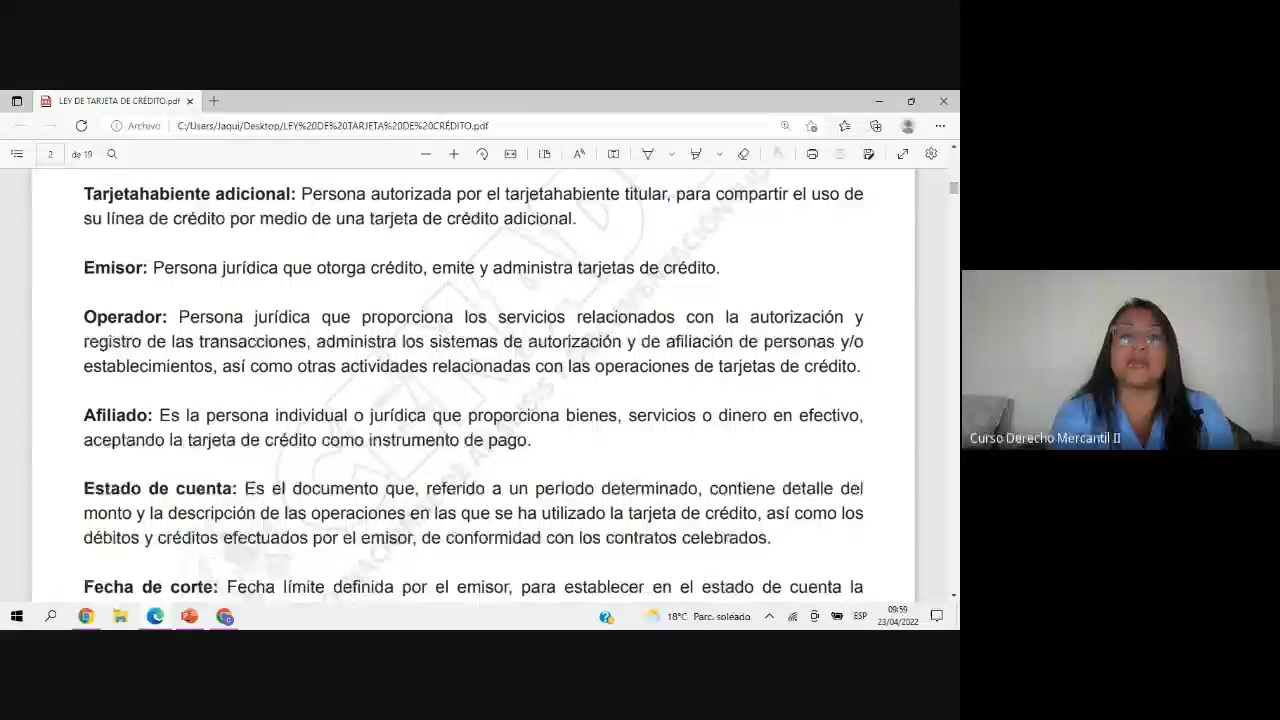 LEY DE TARJETA DE CRÉDITO.pdf
Archivo
C:/Users/Jaqui/Desktop/LEY%20DE%20TARJETA%20DE%20CRÉDITO.pdf
2 de 19
Tarjetahabiente adicional: Persona autorizada por el tarjetahabiente titular, para compartir el uso de
su línea de crédito por medio de una tarjeta de crédito adicional.
Emisor: Persona jurídica que otorga crédito, emite y administra tarjetas de crédito.
Operador: Persona jurídica que proporciona los servicios relacionados con la autorización y
registro de las transacciones, administra los sistemas de autorización y de afiliación de personas y/o
establecimientos, así como otras actividades relacionadas con las operaciones de tarjetas de crédito.
Afiliado: Es la persona individual o jurídica que proporciona bienes, servicios o dinero en efectivo,
aceptando la tarjeta de crédito como instrumento de pago.
Estado de cuenta: Es el documento que, referido a un período determinado, contiene detalle del
monto y la descripción de las operaciones en las que se ha utilizado la tarjeta de crédito, así como los
débitos y créditos efectuados por el emisor, de conformidad con los contratos celebrados.
Fecha de corte: Fecha límite definida por el emisor, para establecer en el estado de cuenta la
18°C Parc. soleado
ESP
09:59
23/04/2022
Curso Derecho Mercantil II